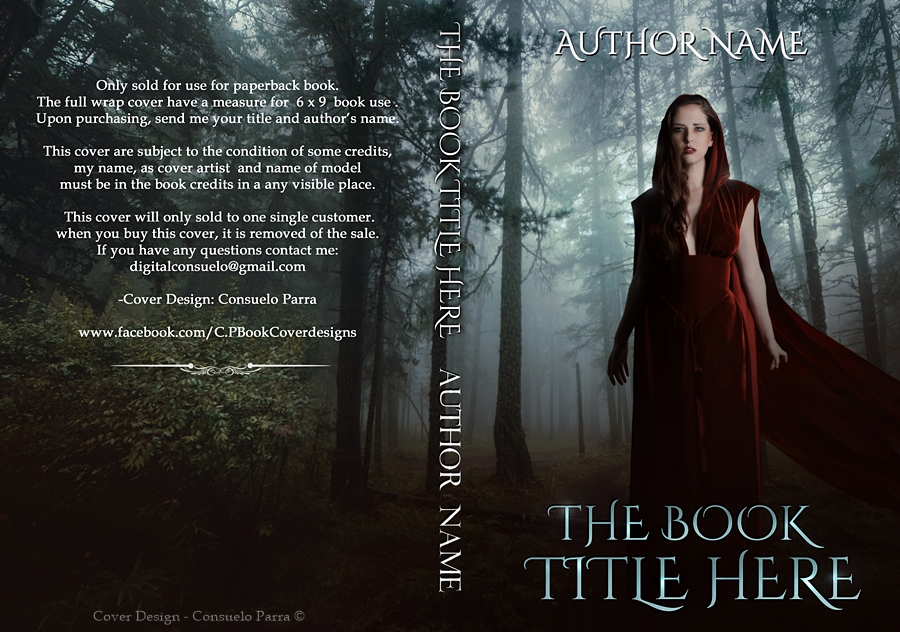 Only sold for use for paperback book.
The full wrap cover have a measure for 6 x 9 book use .
Upon purchasing, send me your title and author's name.
This cover are subject to the condition of some credits,
my name, as cover artist and name of model
must be in the book credits in a any visible place.
This cover will only sold to one single customer.
when you buy this cover, it is removed of the sale.
If you have any questions contact me:
digitalconsuelo@gmail.com
-Cover Design: Consuelo Parra
www.facebook.com/C.PBookCoverdesigns
Cover Design - Consuelo Parra ©
THE BOOK TITLE HERE AUTHOR NAME
AUTHOR NAME
THE BOOK
TITLE HERE